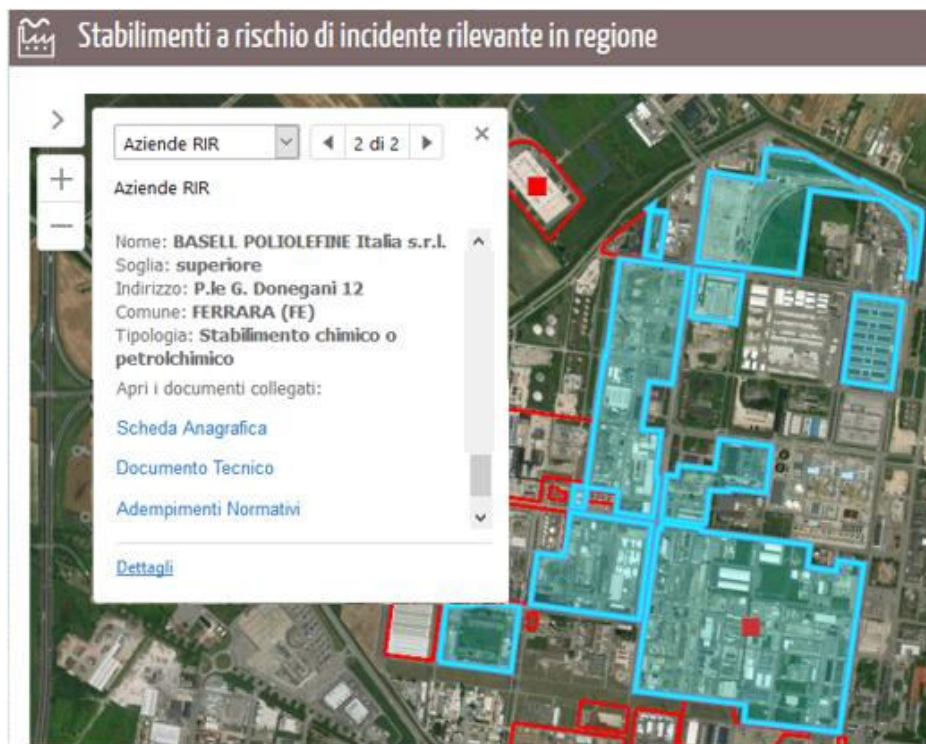 Stabilimenti a rischio di incidente rilevante in regione
Aziende RIR
2 di 2
Aziende RIR
Nome: BASELL POLIOLEFINE Italia s.r.l.
Soglia: superiore
Indirizzo: P.le G. Donegani 12
Comune: FERRARA (FE)
Tipologia: Stabilimento chimico o
petrolchimico
Apri i documenti collegati:
Scheda Anagrafica
Documento Tecnico
Adempimenti Normativi
Dettagli